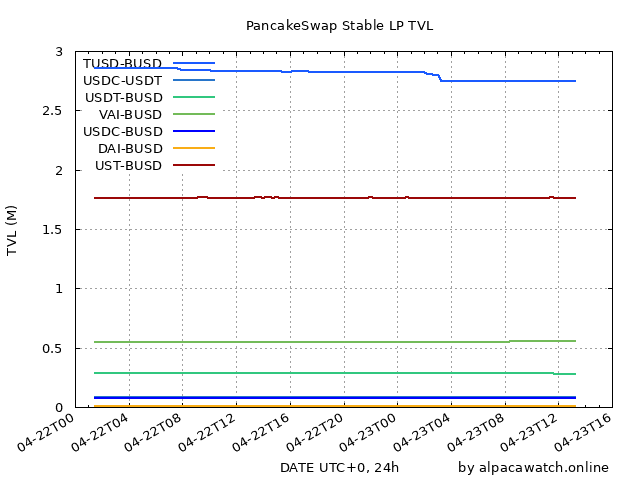 PancakeSwap Stable LP TVL
TVL (M)
3
2.5
2
1.5
1
0.5
0
TUSD-BUSD
USDC-USDT
USDT-BUSD
VAI-BUSD
USDC-BUSD
DAI-BUSD
UST-BUSD
04-22T00
04-22T04
04-22T08
04-22T12
04-22T16
04-22T20
04-23T00
04-23T04
04-23T08
04-23T12
04-23T16
DATE UTC+0, 24h
by alpacawatch.online